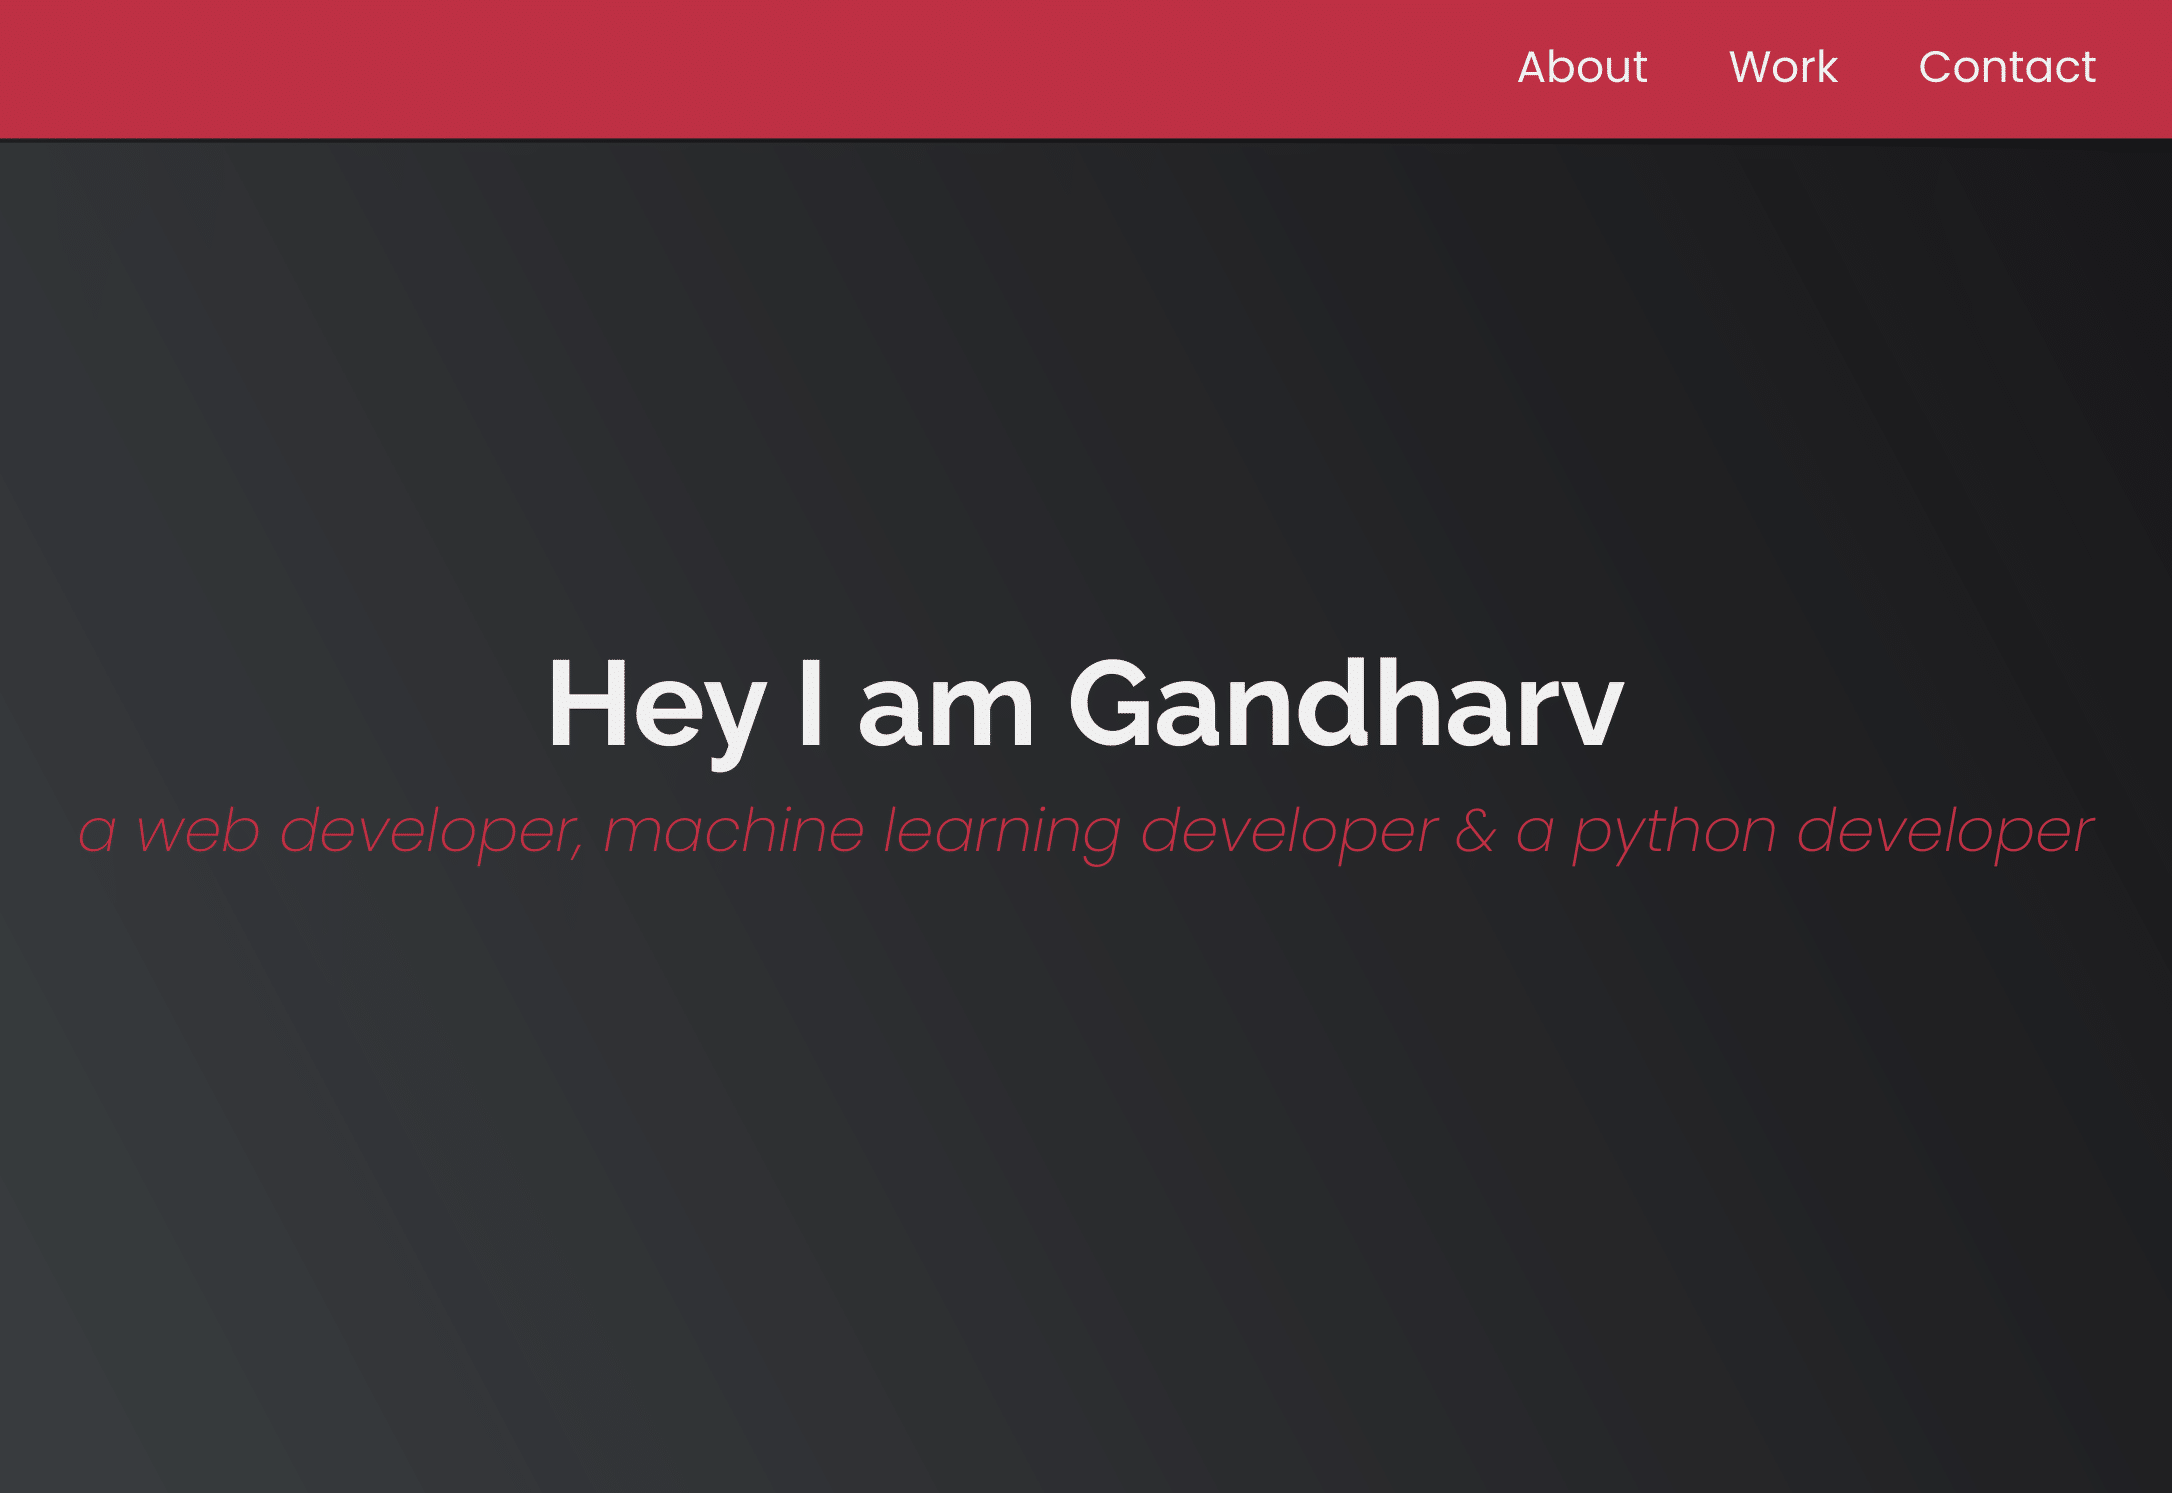 About Work Contact
Hey I am Gandharv
a web developer, machine learning developer & a python developer